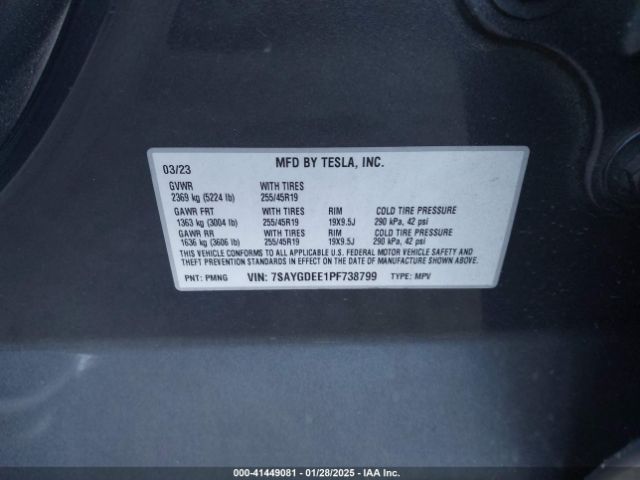 MFD BY TESLA, INC.
03/23
GVWR WITH TIRES
2369 kg (5224 lb) 255/45R19
GAWR FRT WITH TIRES RIM COLD TIRE PRESSURE
1363 kg (3004 lb) 255/45R19 19X9.5J 290 kPa, 42 psi
GAWR RR WITH TIRES RIM COLD TIRE PRESSURE
1636 kg (3606 lb) 255/45R19 19X9.5J 290 kPa, 42 psi
THIS VEHICLE CONFORMS TO ALL APPLICABLE U.S. FEDERAL MOTOR VEHICLE SAFETY AND
THEFT PREVENTION STANDARDS IN EFFECT ON THE DATE OF MANUFACTURE SHOWN ABOVE.
PNT: PMNG VIN: 7SAYGDEE1PF738799 TYPE: MPV
000-41449081 - 01/28/2025 - IAA Inc.